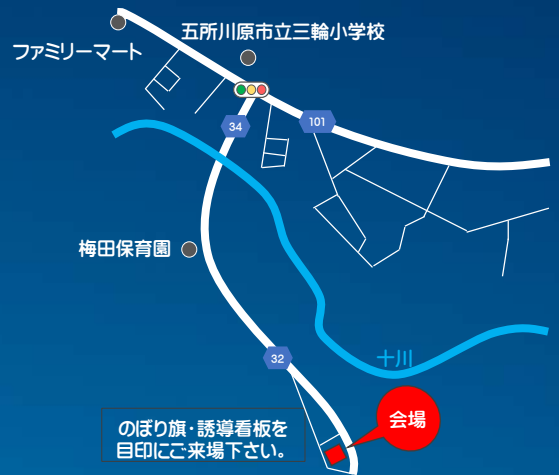 五所川原市立三輪小学校
ファミリーマート
34
101
梅田保育園
32
十川
会場
のぼり旗・誘導看板を
目印にご来場下さい。